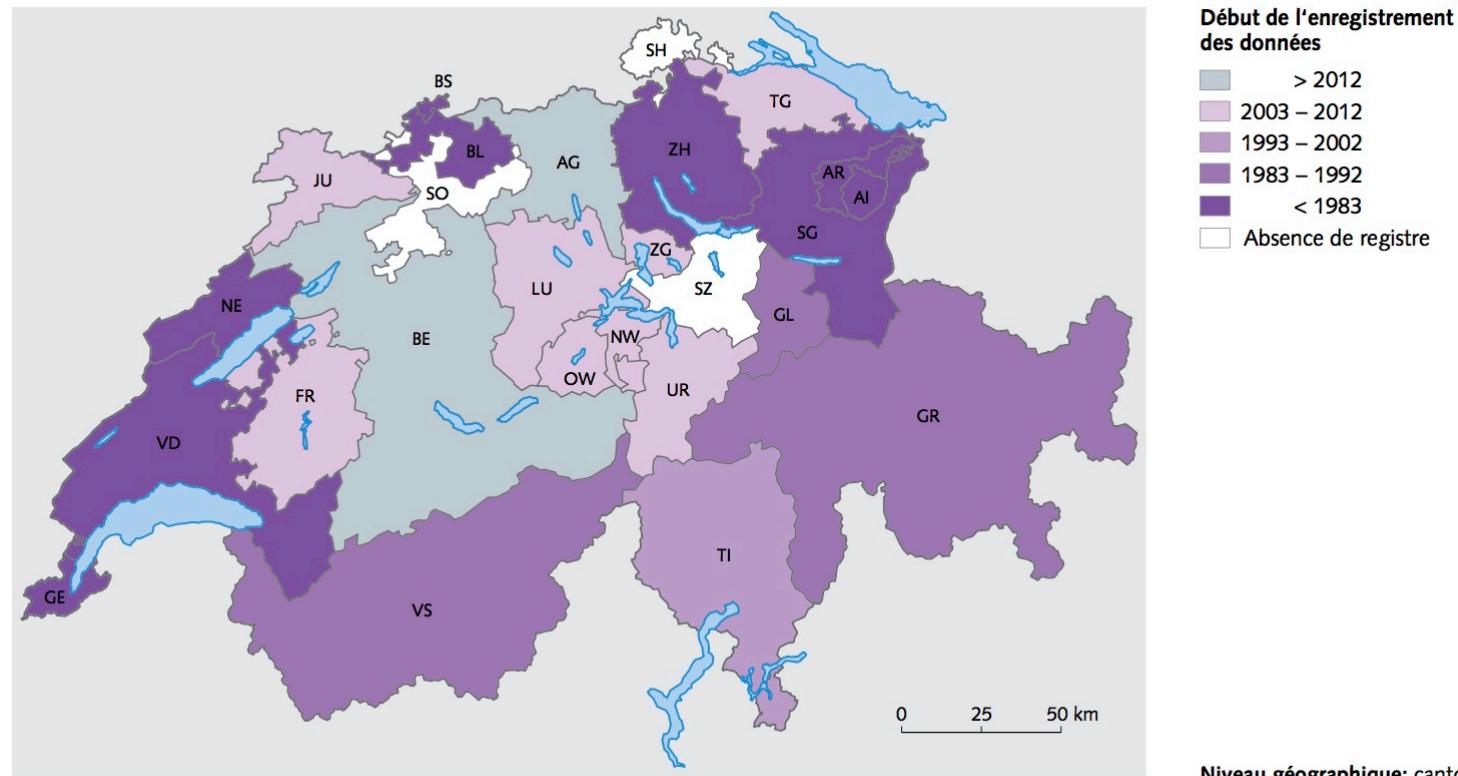 Début de l'enregistrement
des données
> 2012
2003 – 2012
1993 – 2002
1983 – 1992
< 1983
Absence de registre
SH
BS
TG
BL
AG
ZH
JU
AR
SO
AI
SG
ZG
LU
SZ
NE
GL
BE
NW
OW
UR
FR
GR
VD
TI
GE
VS
0 25 50 km
Niveau géographique: